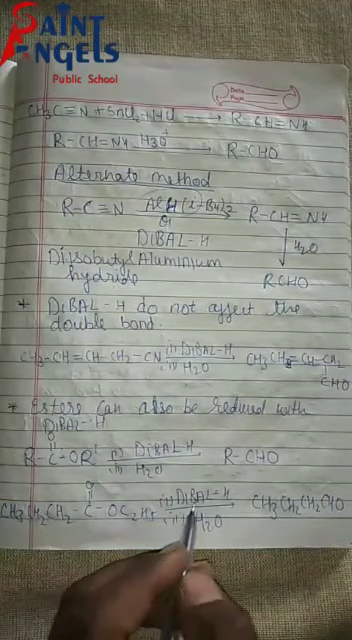 SAINT
ANGELS
Public School
Date
Page
CH3C≡N + SnCl2 + HCl → R-CH=NH
R-CH=NH H3O+ → R-CHO
Alternate method
R-C≡N AlH(i-Bu)2 → R-CH=NH
or
DIBAL-H
H2O
Diisobutyl Aluminium
hydride
RCHO
* DIBAL-H do not affect the
double bond.
CH3-CH=CH-CH2-CN (i) DIBAL-H (ii) H2O → CH3CH=CH-CH2
CHO
* Esters can also be reduced with
DIBAL-H
O
R-C-OR' (i) DIBAL H (ii) H2O → R-CHO
O
CH3CH2CH2-C-OC2H5 (i) DIBAL-H (ii) H2O → CH3CH2CH2CHO